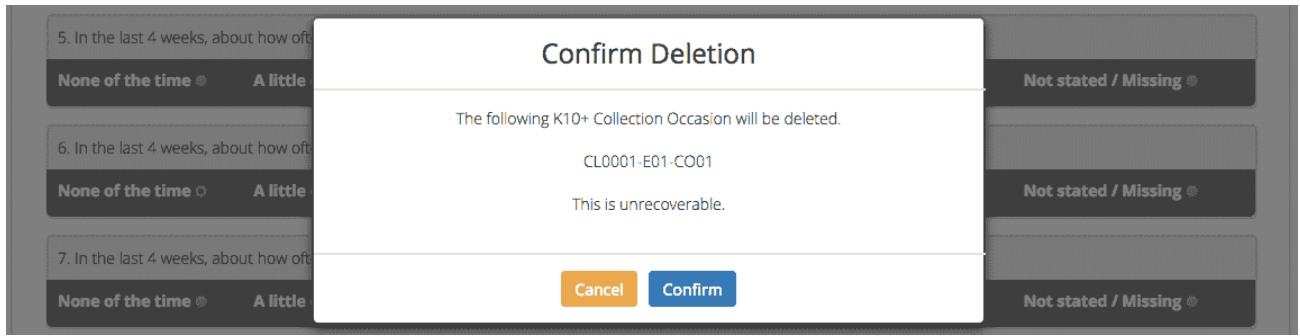 5. In the last 4 weeks, about how oft
None of the time A little Not stated / Missing
6. In the last 4 weeks, about how oft
None of the time A little Not stated / Missing
7. In the last 4 weeks, about how oft
None of the time A little Not stated / Missing
Confirm Deletion
The following K10+ Collection Occasion will be deleted.
CL0001-E01-CO01
This is unrecoverable.
Cancel Confirm